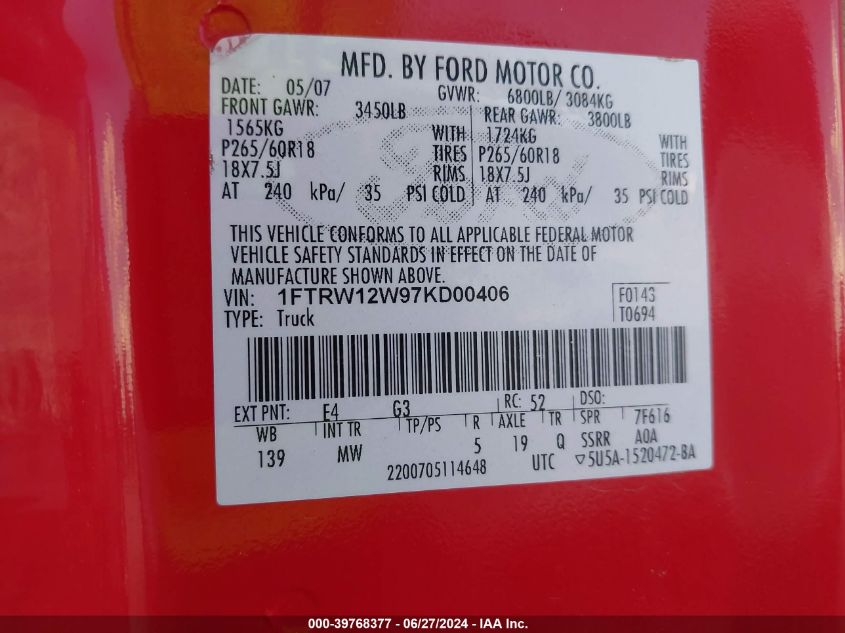 MFD. BY FORD MOTOR CO.
DATE: 05/07 GVWR: 6800LB/ 3084KG
FRONT GAWR: 3450LB REAR GAWR: 3800LB
1565KG WITH 1724KG WITH
P265/60R18 TIRES P265/60R18 TIRES
18X7.5J RIMS 18X7.5J RIMS
AT 240 kPa/ 35 PSI COLD AT 240 kPa/ 35 PSI COLD
THIS VEHICLE CONFORMS TO ALL APPLICABLE FEDERAL MOTOR
VEHICLE SAFETY STANDARDS IN EFFECT ON THE DATE OF
MANUFACTURE SHOWN ABOVE.
VIN: 1FTRW12W97KD00406 F0143
TYPE: Truck T0694
EXT PNT: E4 G3 RC: 52 DSO:
WB INT TR TP/PS R AXLE TR SPR 7F616
139 MW 5 19 Q SSRR A0A
2200705114648 UTC ▽5U5A-1520472-BA
000-39768377 - 06/27/2024 - IAA Inc.